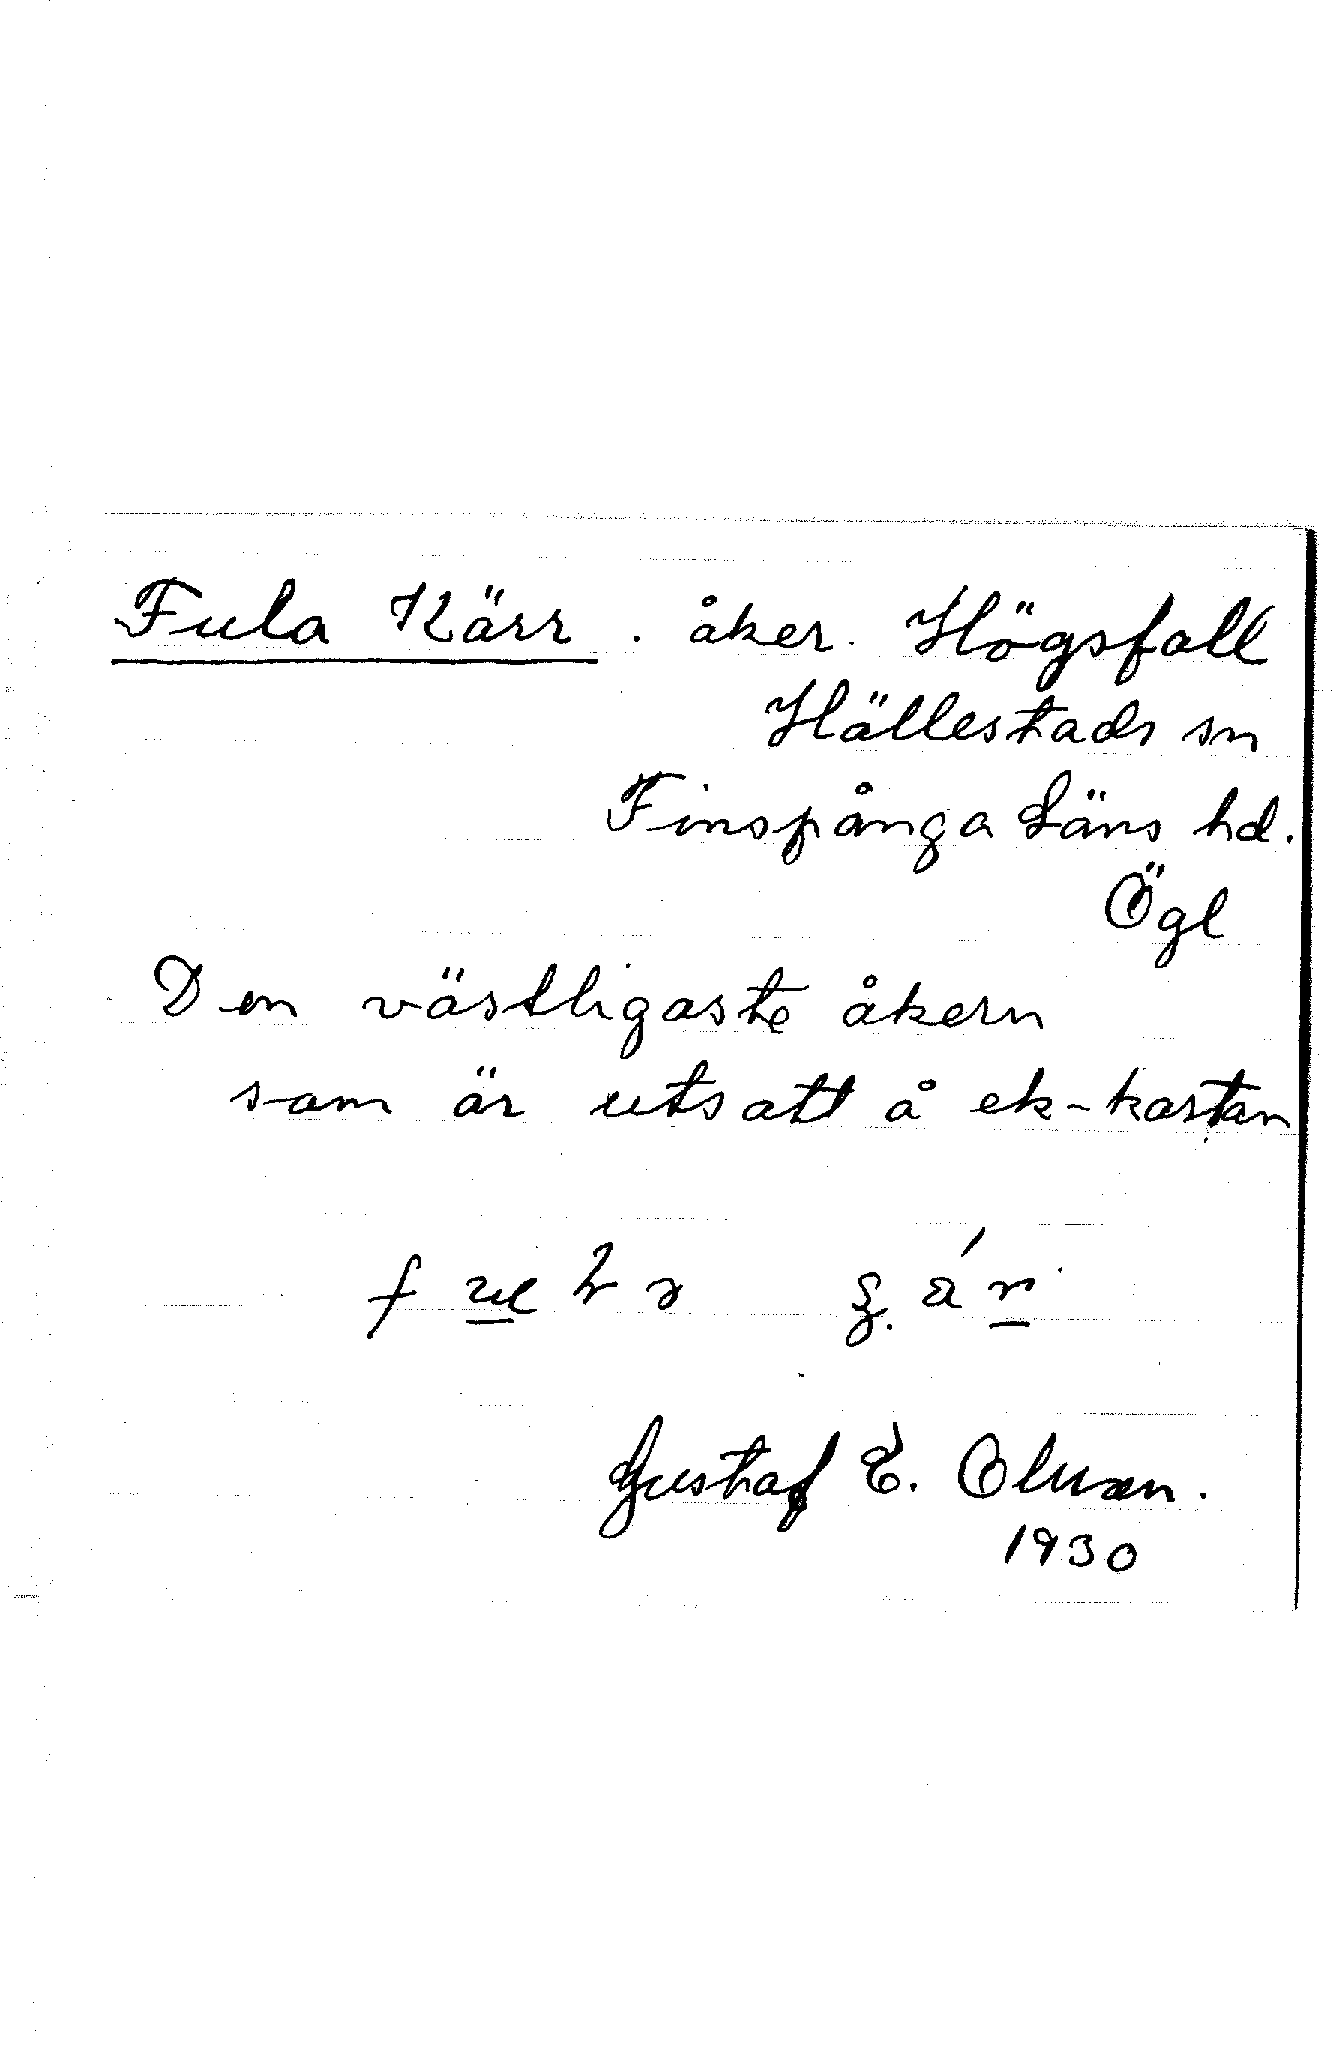 Fula Kärr. åker. Högsfall
Hällestads sn
Finspånga Läns hd.
Ögl
Den västligaste åkern
som är utsatt å ek-kartan
Gustaf E.
1930